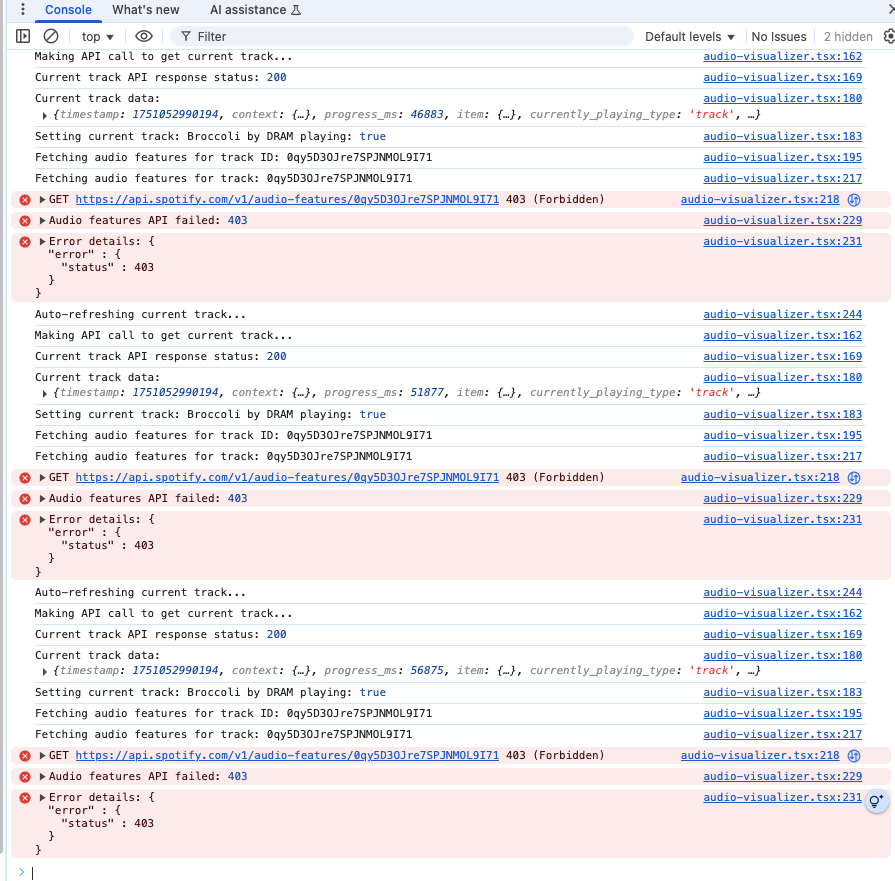 Console What's new AI assistance
top Filter Default levels No Issues 2 hidden
Making API call to get current track... audio-visualizer.tsx:162
Current track API response status: 200 audio-visualizer.tsx:169
Current track data: audio-visualizer.tsx:180
{timestamp: 1751052990194, context: {…}, progress_ms: 46883, item: {…}, currently_playing_type: 'track', …}
Setting current track: Broccoli by DRAM playing: true audio-visualizer.tsx:183
Fetching audio features for track ID: 0qy5D3OJre7SPJNMOL9I71 audio-visualizer.tsx:195
Fetching audio features for track: 0qy5D3OJre7SPJNMOL9I71 audio-visualizer.tsx:217
GET https://api.spotify.com/v1/audio-features/0qy5D3OJre7SPJNMOL9I71 403 (Forbidden) audio-visualizer.tsx:218
Audio features API failed: 403 audio-visualizer.tsx:229
Error details: { audio-visualizer.tsx:231
"error" : {
"status" : 403
}
}
Auto-refreshing current track... audio-visualizer.tsx:244
Making API call to get current track... audio-visualizer.tsx:162
Current track API response status: 200 audio-visualizer.tsx:169
Current track data: audio-visualizer.tsx:180
{timestamp: 1751052990194, context: {…}, progress_ms: 51877, item: {…}, currently_playing_type: 'track', …}
Setting current track: Broccoli by DRAM playing: true audio-visualizer.tsx:183
Fetching audio features for track ID: 0qy5D3OJre7SPJNMOL9I71 audio-visualizer.tsx:195
Fetching audio features for track: 0qy5D3OJre7SPJNMOL9I71 audio-visualizer.tsx:217
GET https://api.spotify.com/v1/audio-features/0qy5D3OJre7SPJNMOL9I71 403 (Forbidden) audio-visualizer.tsx:218
Audio features API failed: 403 audio-visualizer.tsx:229
Error details: { audio-visualizer.tsx:231
"error" : {
"status" : 403
}
}
Auto-refreshing current track... audio-visualizer.tsx:244
Making API call to get current track... audio-visualizer.tsx:162
Current track API response status: 200 audio-visualizer.tsx:169
Current track data: audio-visualizer.tsx:180
{timestamp: 1751052990194, context: {…}, progress_ms: 56875, item: {…}, currently_playing_type: 'track', …}
Setting current track: Broccoli by DRAM playing: true audio-visualizer.tsx:183
Fetching audio features for track ID: 0qy5D3OJre7SPJNMOL9I71 audio-visualizer.tsx:195
Fetching audio features for track: 0qy5D3OJre7SPJNMOL9I71 audio-visualizer.tsx:217
GET https://api.spotify.com/v1/audio-features/0qy5D3OJre7SPJNMOL9I71 403 (Forbidden) audio-visualizer.tsx:218
Audio features API failed: 403 audio-visualizer.tsx:229
Error details: { audio-visualizer.tsx:231
"error" : {
"status" : 403
}
}